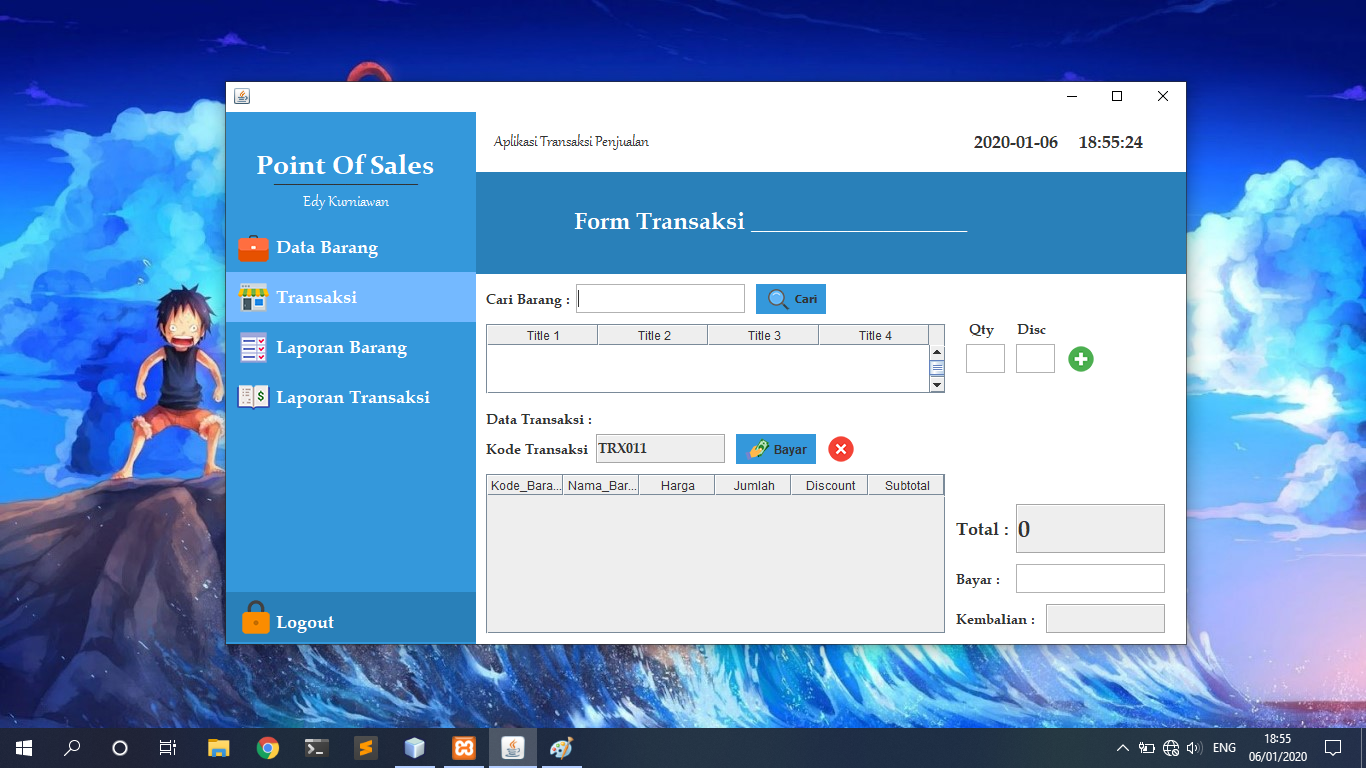 Aplikasi Transaksi Penjualan 2020-01-06 18:55:24
Point Of Sales
Edy Kurniawan
Data Barang
Transaksi
Laporan Barang
Laporan Transaksi
Logout
Form Transaksi __________________
Cari Barang : Cari
Title 1 Title 2 Title 3 Title 4
Qty Disc
Data Transaksi :
Kode Transaksi TRX011 Bayar
Kode_Bara... Nama_Bar... Harga Jumlah Discount Subtotal
Total : 0
Bayar :
Kembalian :
ENG 18:55
06/01/2020